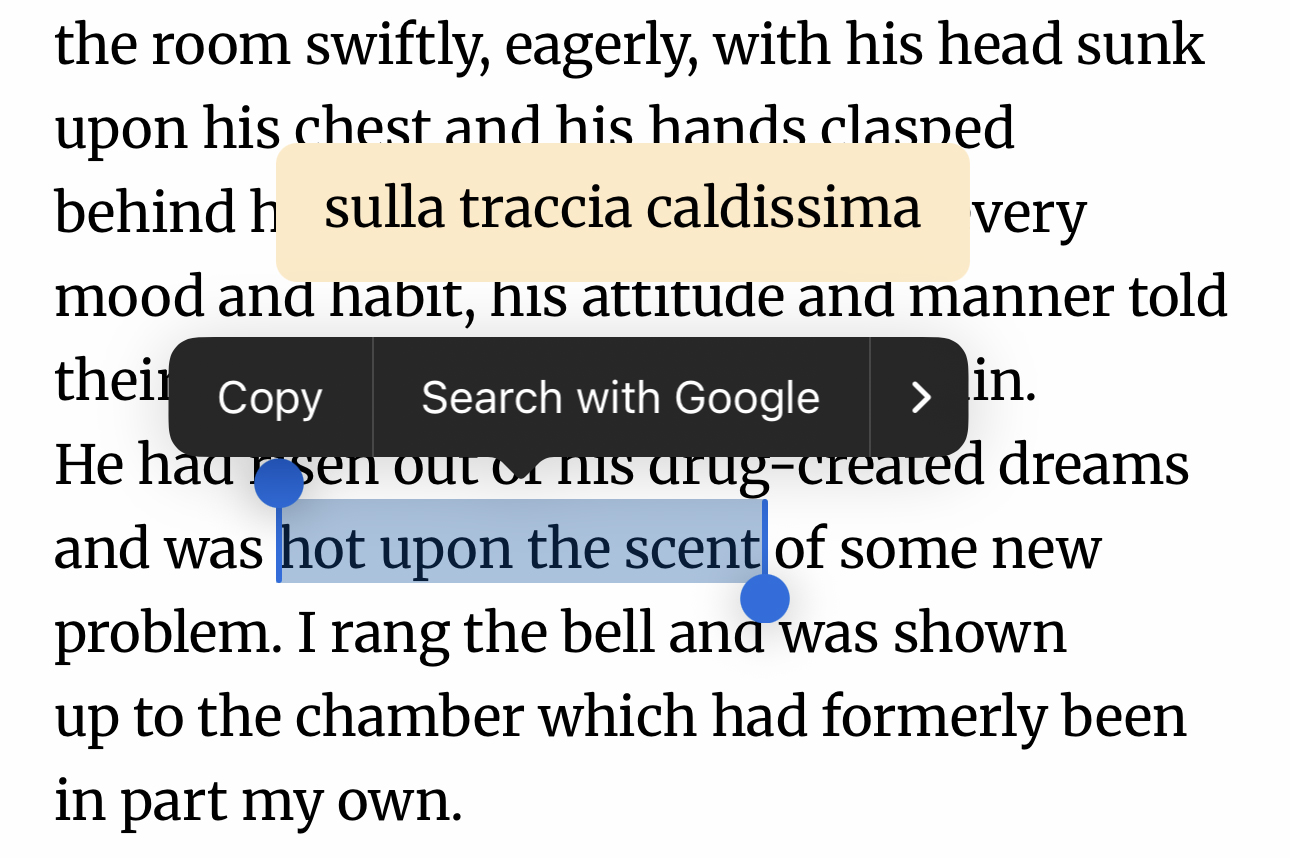 the room swiftly, eagerly, with his head sunk
upon his chest and his hands clasped
behind
sulla traccia caldissima
mood and habit, his attitude and manner told
Copy
Search with Google
in.
He had risen out of his drug-created dreams
and was hot upon the scent of some new
problem. I rang the bell and was shown
up to the chamber which had formerly been
in part my own.